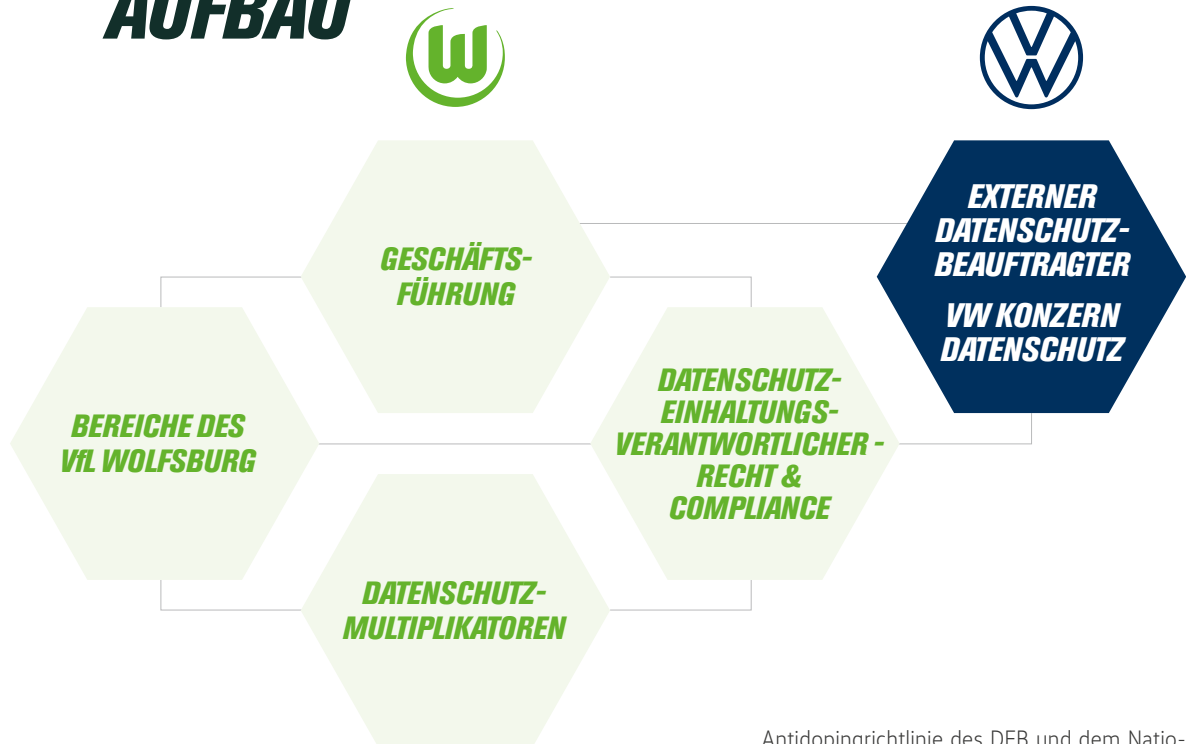 AUFBAU
GESCHÄFTS-
FÜHRUNG
EXTERNER
DATENSCHUTZ-
BEAUFTRAGTER
VW KONZERN
DATENSCHUTZ
BEREICHE DES
VfL WOLFSBURG
DATENSCHUTZ-
EINHALTUNGS-
VERANTWORTLICHER -
RECHT &
COMPLIANCE
DATENSCHUTZ-
MULTIPLIKATOREN
Antidopingrichtlinie des DFB und dem Natio-